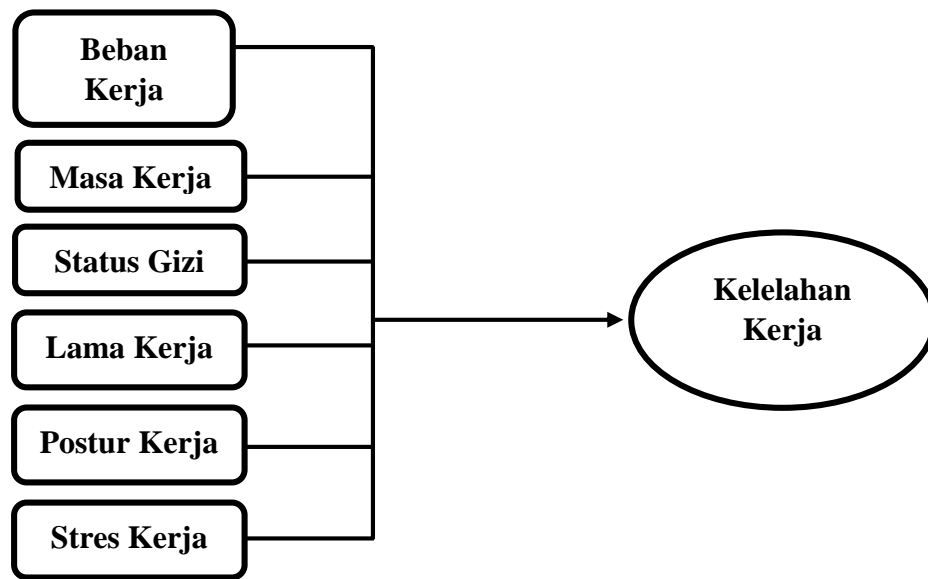 Beban
Kerja
Masa Kerja
Status Gizi
Lama Kerja
Postur Kerja
Stres Kerja
Kelelahan
Kerja